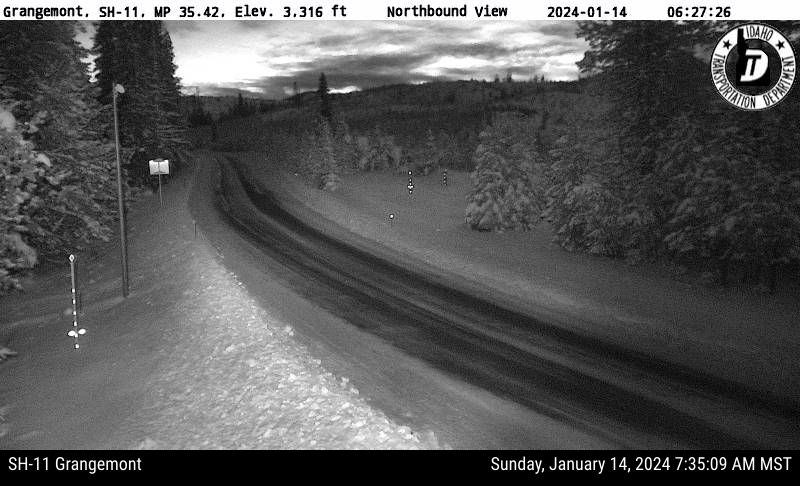 Grangemont, SH-11, MP 35.42, Elev. 3,316 ft Northbound View 2024-01-14 06:27:26
IDAHO
TRANSPORTATION DEPARTMENT
SH-11 Grangemont Sunday, January 14, 2024 7:35:09 AM MST